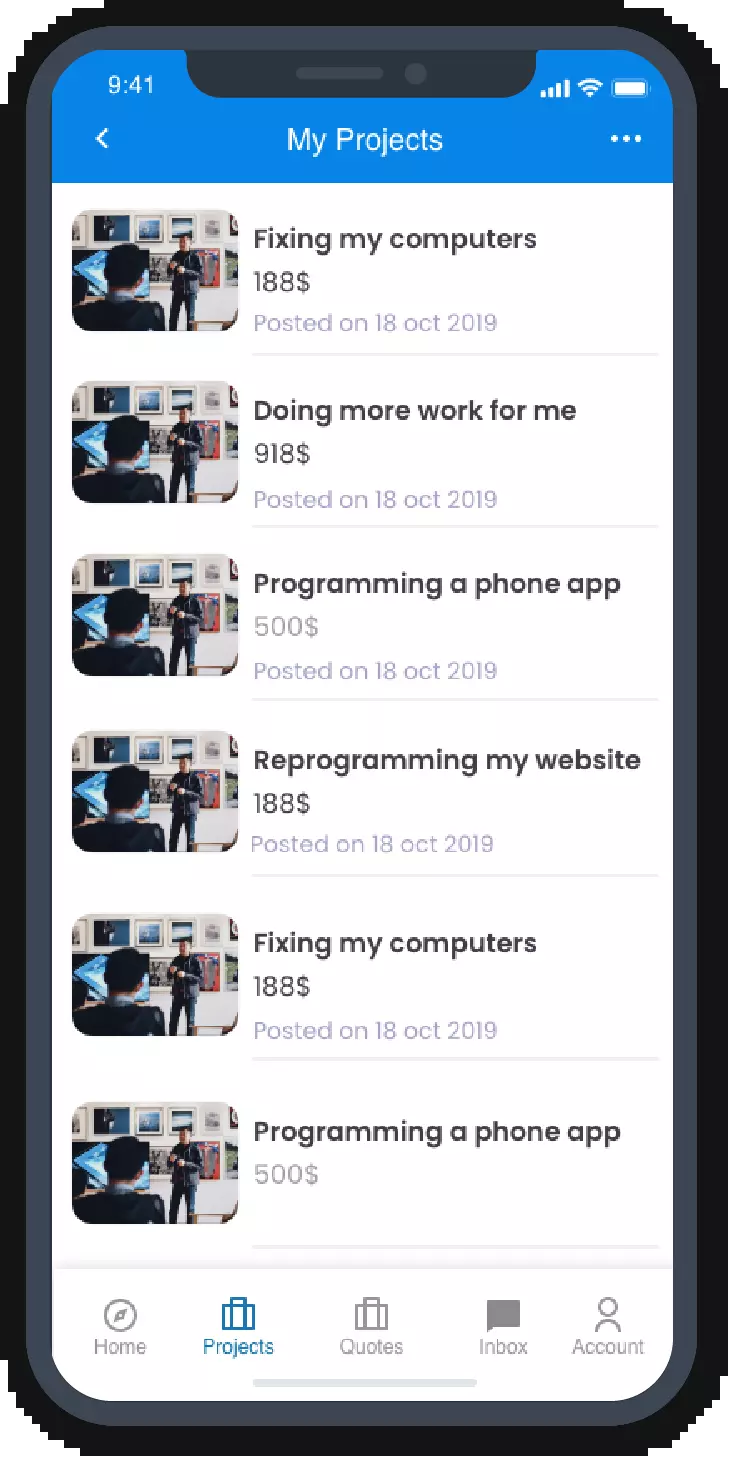 9:41
My Projects
Fixing my computers
188$
Posted on 18 oct 2019
Doing more work for me
918$
Posted on 18 oct 2019
Programming a phone app
500$
Posted on 18 oct 2019
Reprogramming my website
188$
Posted on 18 oct 2019
Fixing my computers
188$
Posted on 18 oct 2019
Programming a phone app
500$
Home Projects Quotes Inbox Account